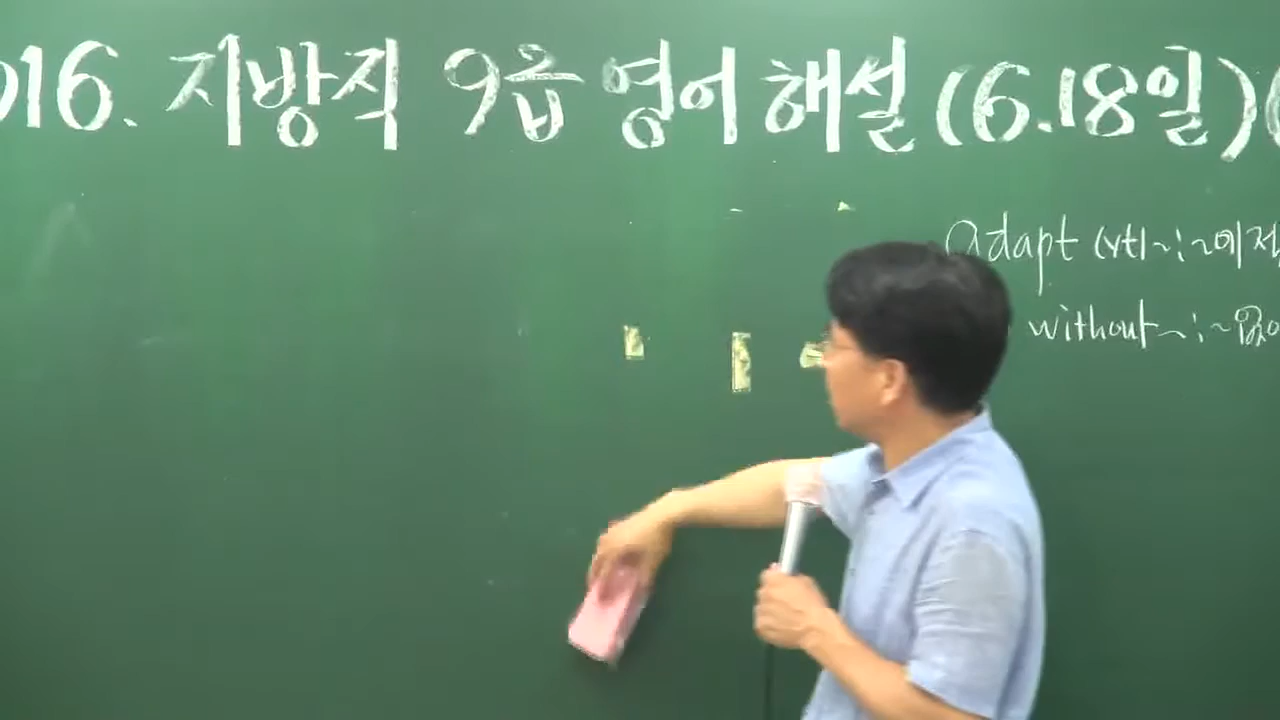 016. 지방직 9급 영어 해설 (6.18일)(
adapt (vt) ~ : ~에 적
without ~ : ~없이